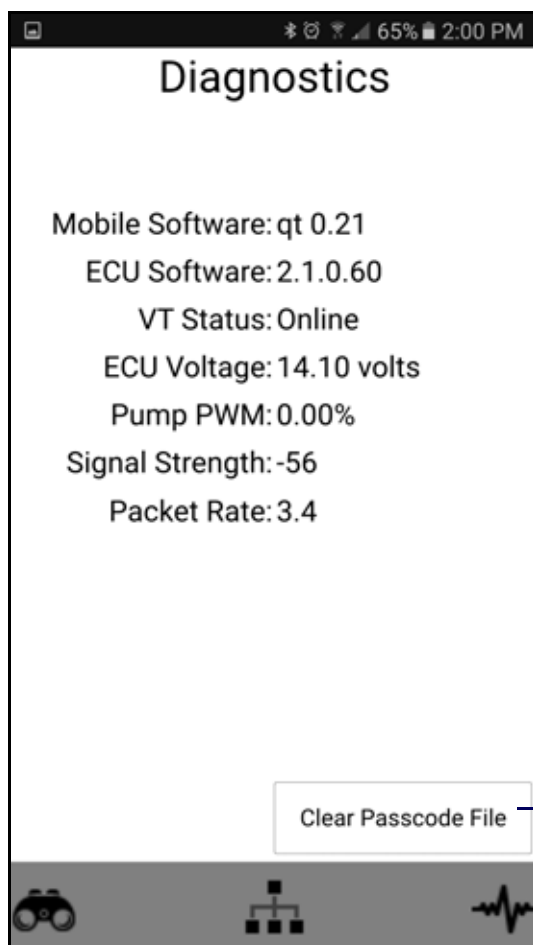 65% 2:00 PM
Diagnostics
Mobile Software: qt 0.21
ECU Software: 2.1.0.60
VT Status: Online
ECU Voltage: 14.10 volts
Pump PWM: 0.00%
Signal Strength: -56
Packet Rate: 3.4
Clear Passcode File